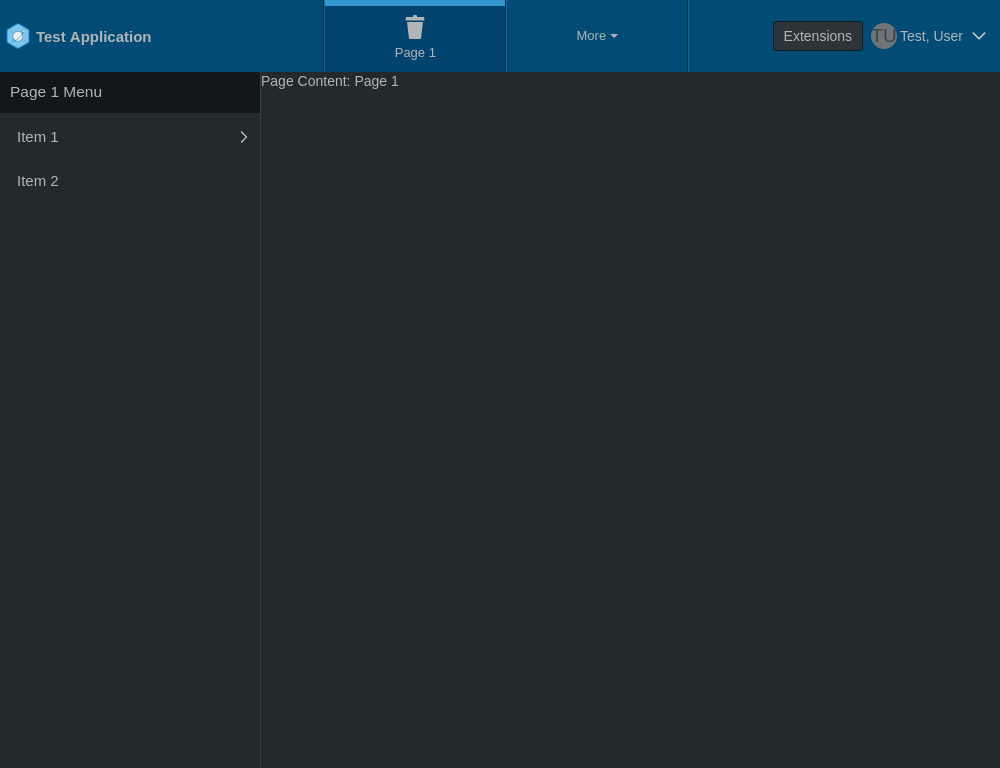 Test Application
Page 1
More
Extensions
TU
Test, User
Page 1 Menu
Item 1
Item 2
Page Content: Page 1